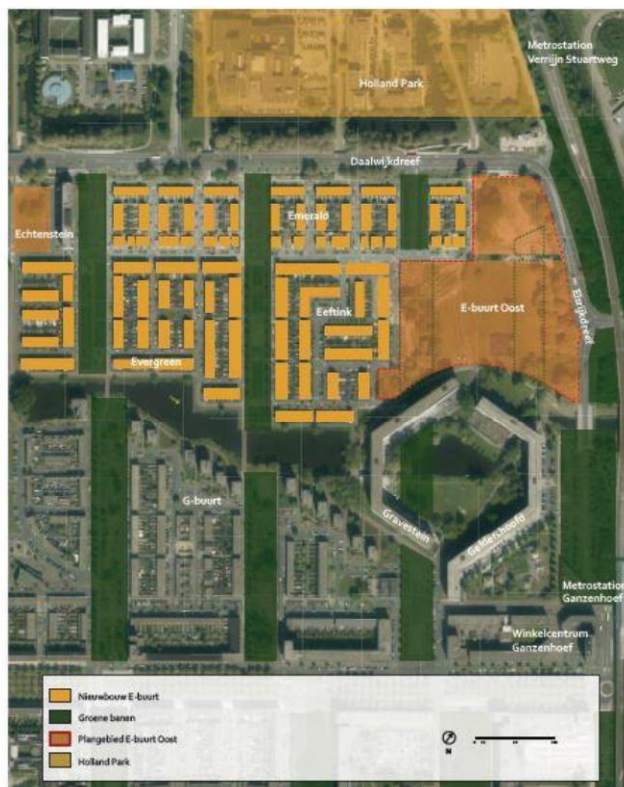 Metrostation
Verrijn Stuartweg
Holland Park
Daalwijkdreef
Emerald
Echtenstein
Elsrijkdreef
E-buurt Oost
Eeftink
Evergreen
G-buurt
Gravestein
Geldershoofd
Metrostation
Ganzenhoef
Winkelcentrum
Ganzenhoef
Nieuwbouw E-buurt
Groene banen
Plangebied E-buurt Oost
Holland Park
N